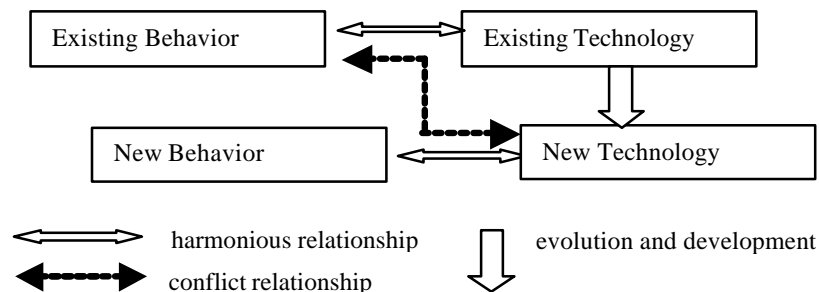 Existing Behavior
Existing Technology
New Behavior
New Technology
harmonious relationship
evolution and development
conflict relationship